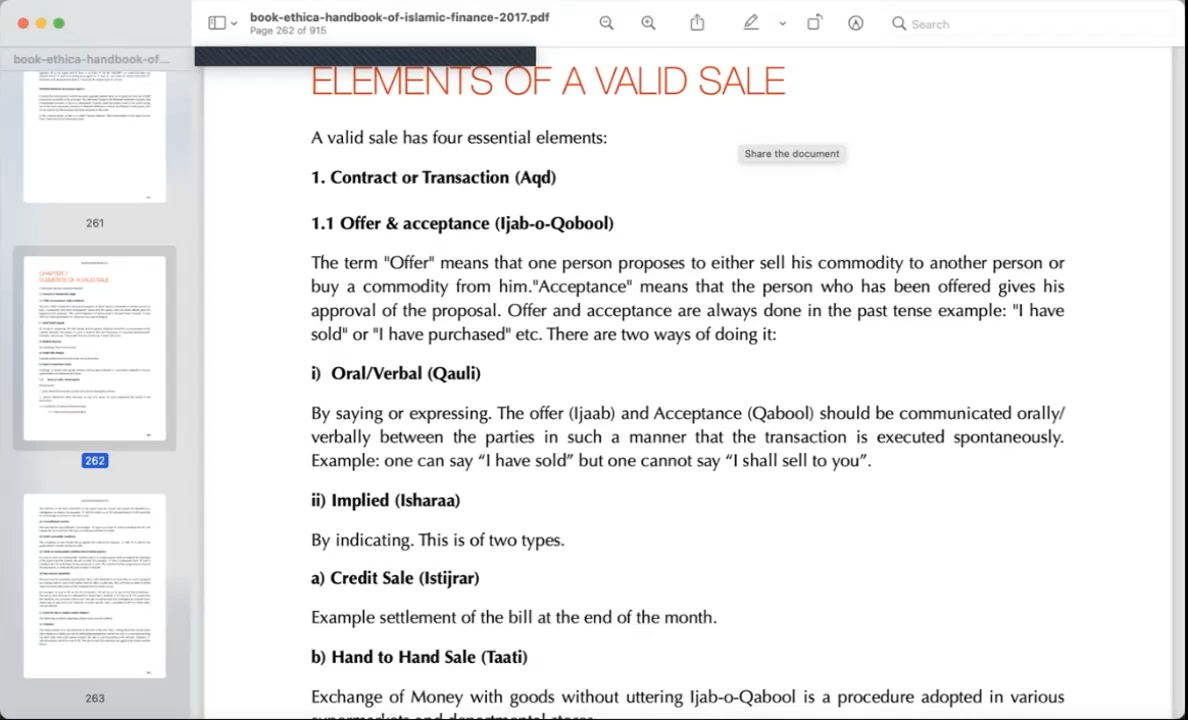 book-ethica-handbook-of-islamic-finance-2017.pdf
Page 262 of 915
Search
book-ethica-handbook-of...
261
262
263
ELEMENTS OF A VALID SALE
Share the document
A valid sale has four essential elements:
1. Contract or Transaction (Aqd)
1.1 Offer & acceptance (Ijab-o-Qobool)
The term "Offer" means that one person proposes to either sell his commodity to another person or
buy a commodity from him."Acceptance" means that the person who has been offered gives his
approval of the proposal. Offer and acceptance are always done in the past tense example: "I have
sold" or "I have purchased" etc. There are two ways of doing it:
i) Oral/Verbal (Qauli)
By saying or expressing. The offer (Ijaab) and Acceptance (Qabool) should be communicated orally/
verbally between the parties in such a manner that the transaction is executed spontaneously.
Example: one can say “I have sold” but one cannot say “I shall sell to you”.
ii) Implied (Isharaa)
By indicating. This is of two types.
a) Credit Sale (Istijrar)
Example settlement of the bill at the end of the month.
b) Hand to Hand Sale (Taati)
Exchange of Money with goods without uttering Ijab-o-Qabool is a procedure adopted in various